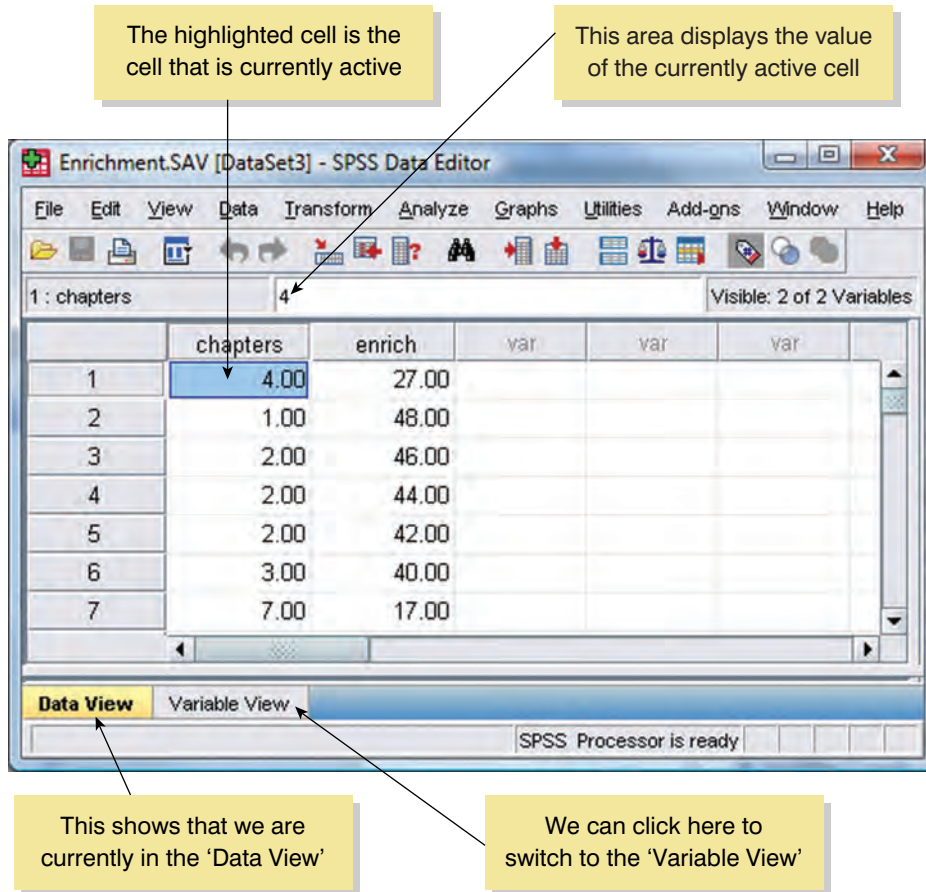 The highlighted cell is the
cell that is currently active
This area displays the value
of the currently active cell
Enrichment.SAV [DataSet3] - SPSS Data Editor
File Edit View Data Transform Analyze Graphs Utilities Add-ons Window Help
1 : chapters 4 Visible: 2 of 2 Variables
chapters enrich var var var
1 4.00 27.00
2 1.00 48.00
3 2.00 46.00
4 2.00 44.00
5 2.00 42.00
6 3.00 40.00
7 7.00 17.00
Data View Variable View
SPSS Processor is ready
This shows that we are
currently in the ‘Data View’
We can click here to
switch to the ‘Variable View’